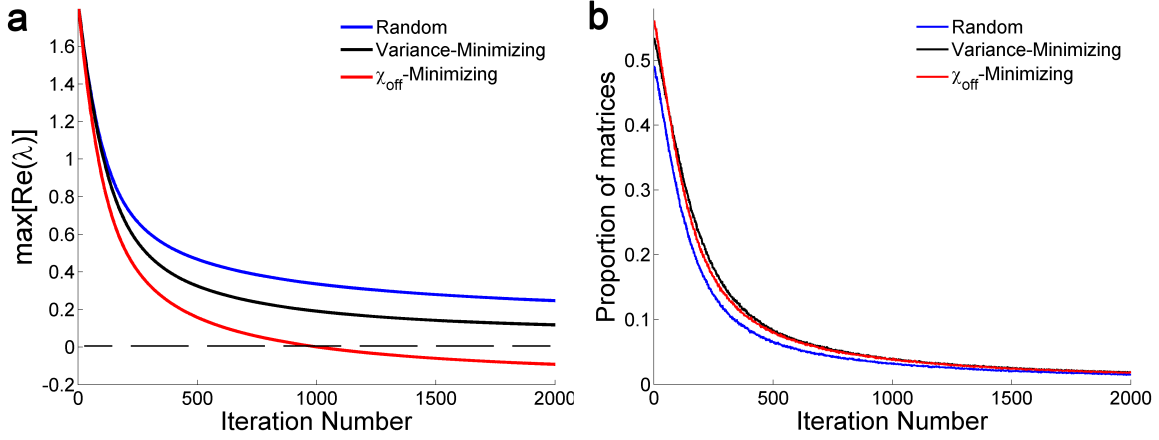 a
Random
Variance-Minimizing
χoff-Minimizing
max[Re(λ)]
1.6
1.4
1.2
1
0.8
0.6
0.4
0.2
0
-0.2
0
500
1000
1500
2000
Iteration Number
b
Random
Variance-Minimizing
χoff-Minimizing
Proportion of matrices
0.5
0.4
0.3
0.2
0.1
0
0
500
1000
1500
2000
Iteration Number